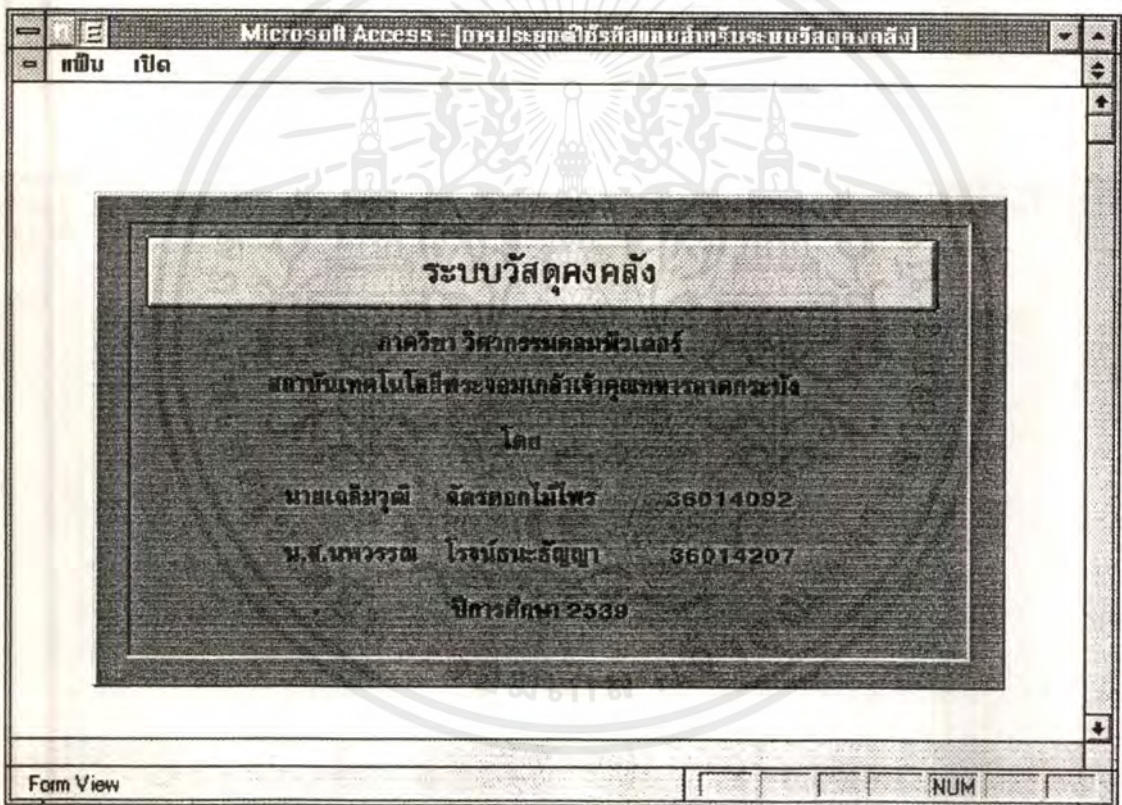 Microsoft Access - [การประยุกต์ใช้รหัสแถบสำหรับระบบวัสดุคงคลัง]
แฟ้ม เปิด
ระบบวัสดุคงคลัง
ภาควิชา วิศวกรรมคอมพิวเตอร์
สถาบันเทคโนโลยีพระจอมเกล้าเจ้าคุณทหารลาดกระบัง
โดย
นายเฉลิมวุฒิ ฉัตรดอกไม้ไพร 36014092
น.ส.นพวรรณ โรจน์ธนะธัญญา 36014207
ปีการศึกษา 2539
Form View NUM